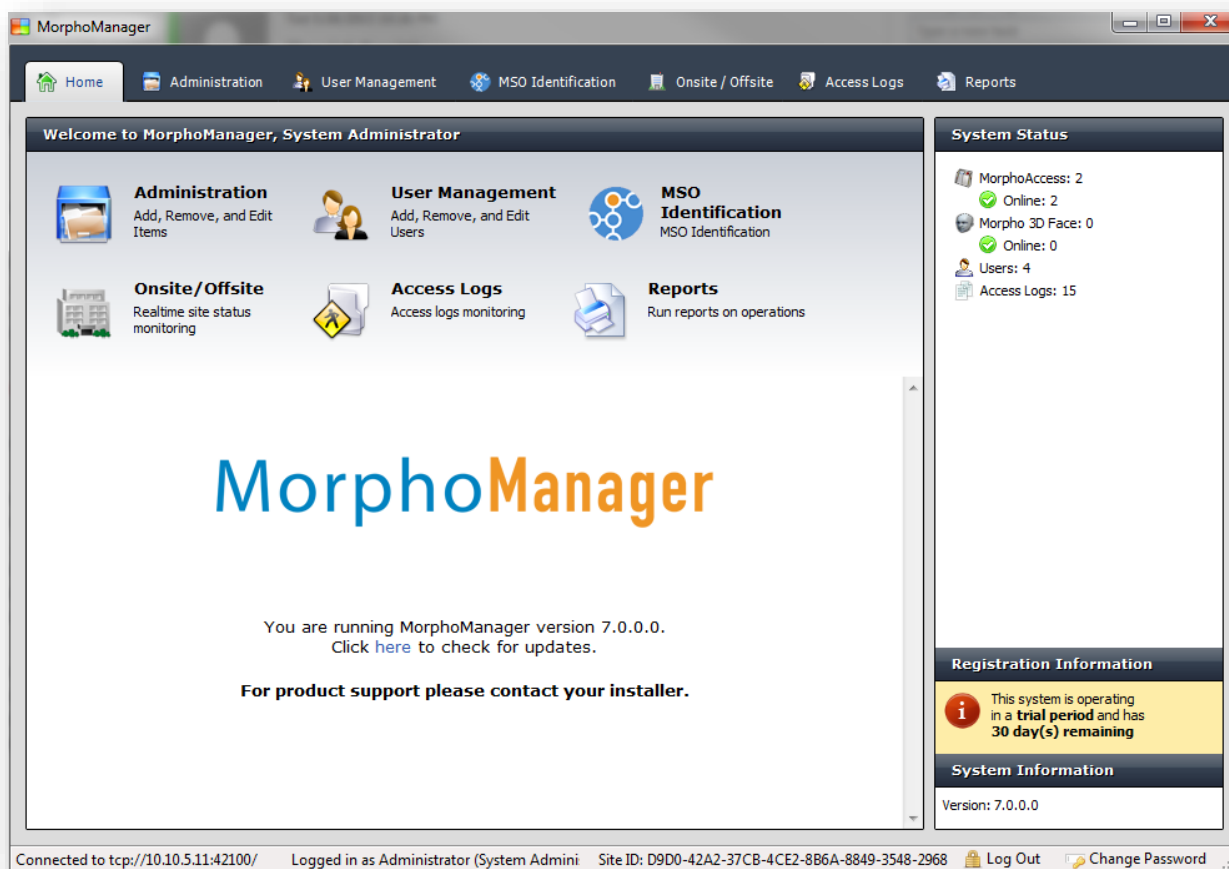 MorphoManager
Home
Administration
User Management
MSO Identification
Onsite / Offsite
Access Logs
Reports
Welcome to MorphoManager, System Administrator
Administration
Add, Remove, and Edit
Items
User Management
Add, Remove, and Edit
Users
MSO
Identification
MSO Identification
Onsite/Offsite
Realtime site status
monitoring
Access Logs
Access logs monitoring
Reports
Run reports on operations
MorphoManager
You are running MorphoManager version 7.0.0.0.
Click here to check for updates.
For product support please contact your installer.
System Status
MorphoAccess: 2
Online: 2
Morpho 3D Face: 0
Online: 0
Users: 4
Access Logs: 15
Registration Information
This system is operating
in a trial period and has
30 day(s) remaining
System Information
Version: 7.0.0.0
Connected to tcp://10.10.5.11:42100/
Logged in as Administrator (System Admini
Site ID: D9D0-42A2-37CB-4CE2-8B6A-8849-3548-2968
Log Out
Change Password